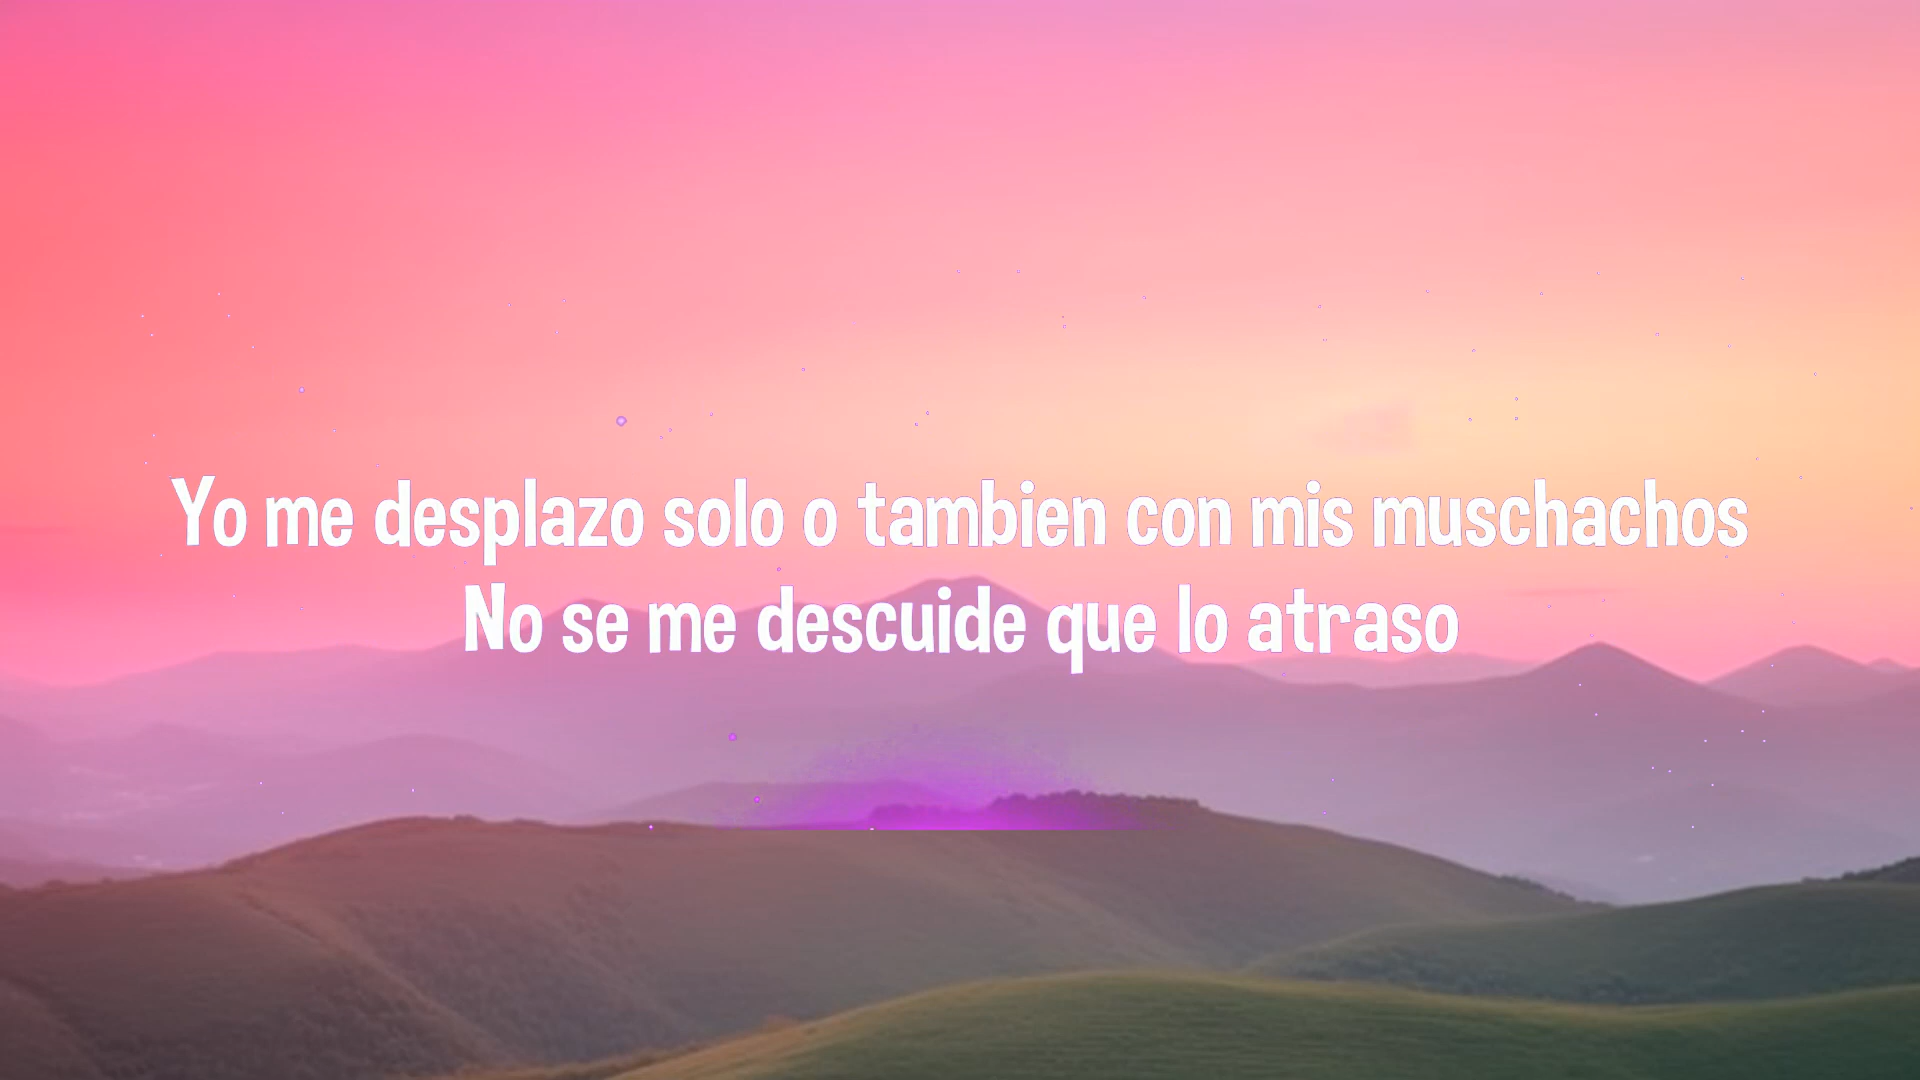 Yo me desplazo solo o tambien con mis muschachos
No se me descuide que lo atraso